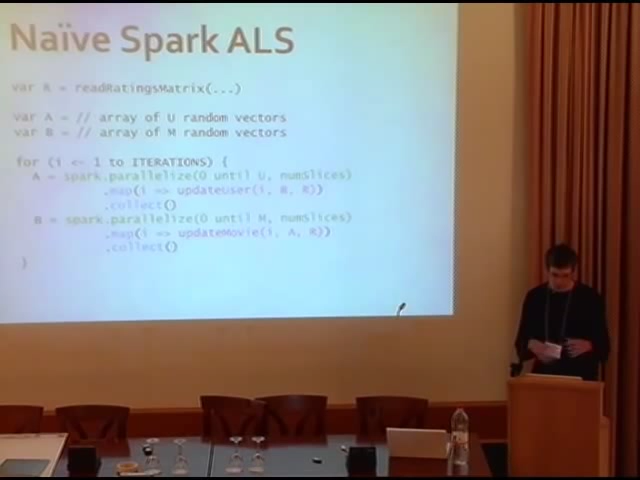 Naïve Spark ALS
var R = readRatingsMatrix(...)
var A = // array of U random vectors
var B = // array of M random vectors
for (i <- 1 to ITERATIONS) {
A = spark.parallelize(0 until U, numSlices)
.map(i => updateUser(i, B, R))
.collect()
B = spark.parallelize(0 until M, numSlices)
.map(i => updateMovie(i, A, R))
.collect()
}